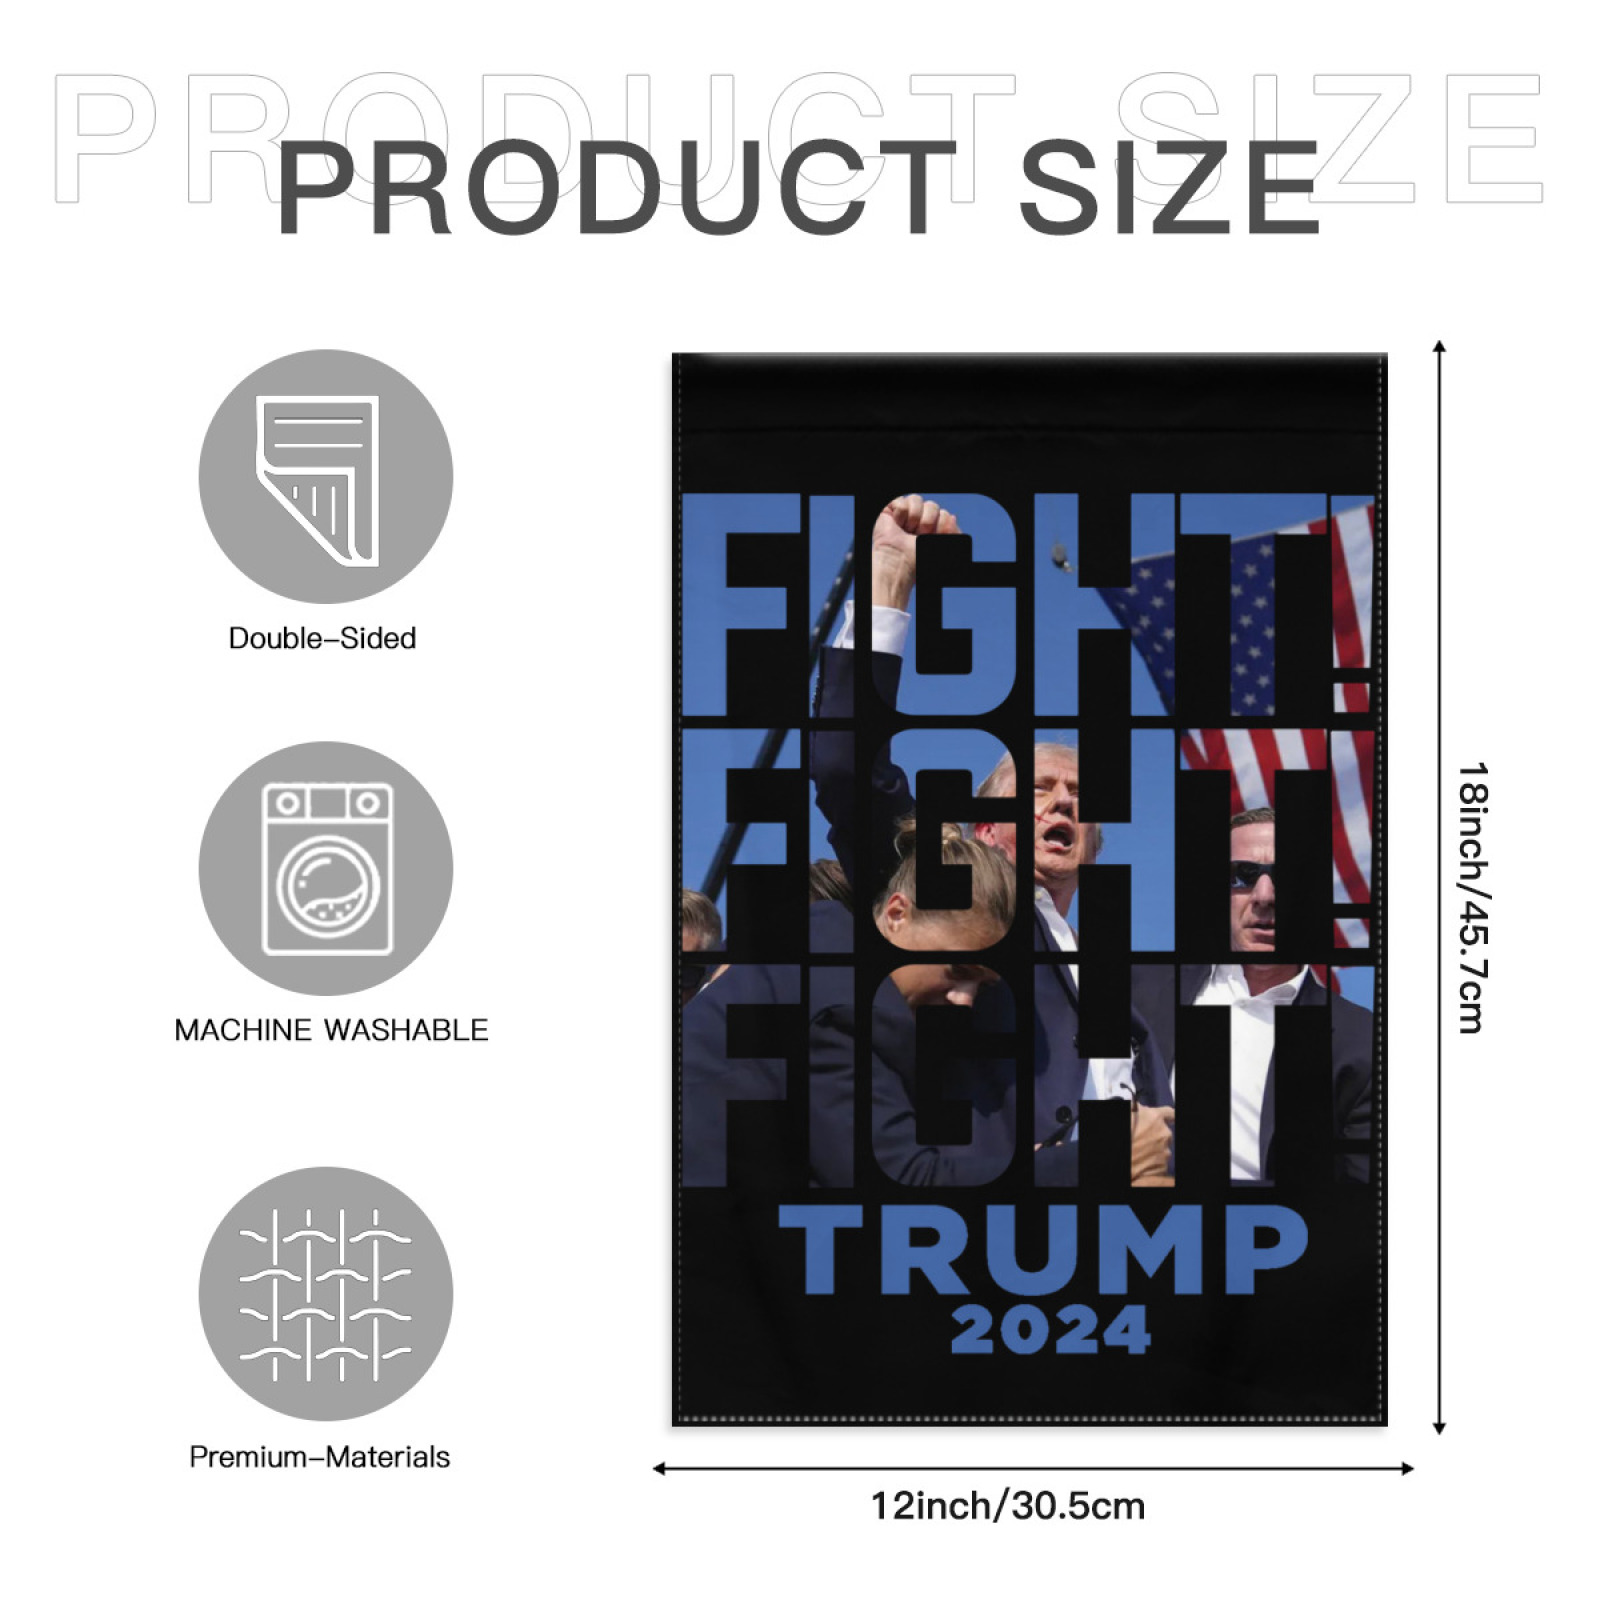 PRODUCT SIZE
PRODUCT SIZE
Double-Sided
MACHINE WASHABLE
Premium-Materials
FIGHT!
FIGHT!
FIGHT!
TRUMP
2024
18inch/45.7cm
12inch/30.5cm